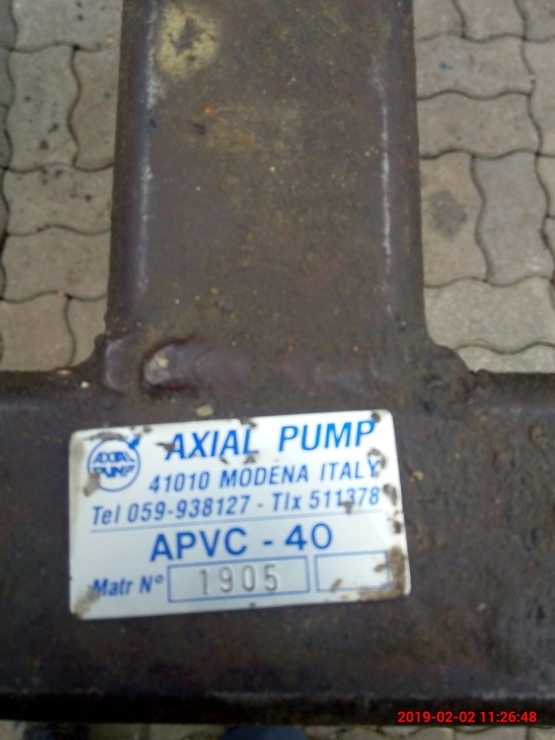 AXIAL PUMP
AXIAL PUMP
41010 MODENA ITALY
Tel 059-938127 - Tlx 511378
APVC - 40
Matr N° 1905
2019-02-02 11:26:48